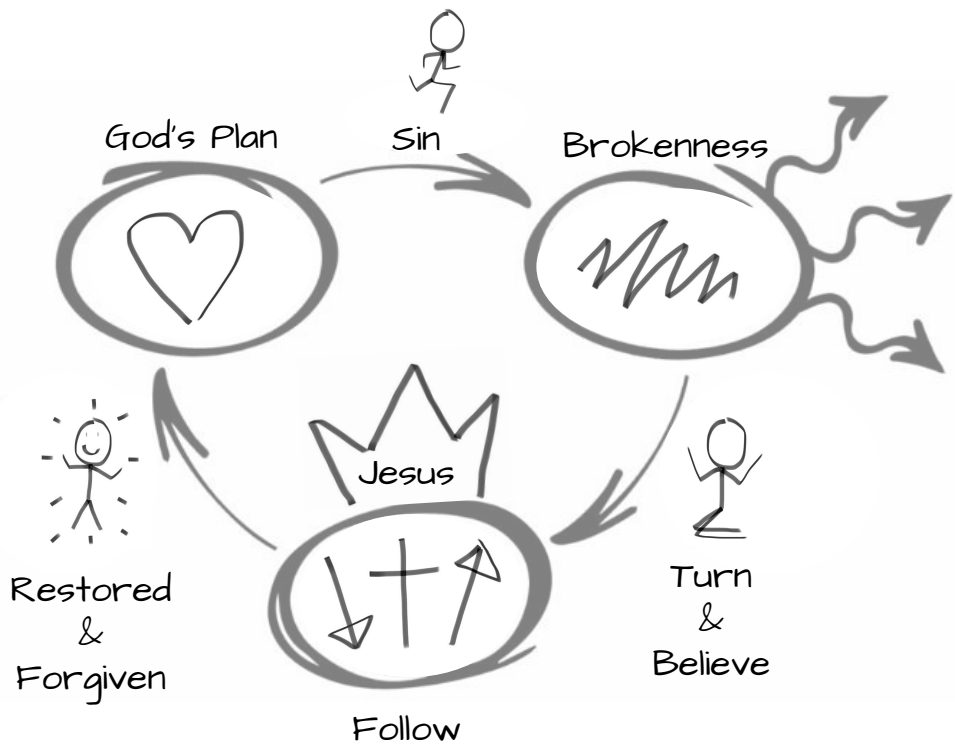 God's Plan
Sin
Brokenness
Jesus
Turn
&
Believe
Follow
Restored
&
Forgiven